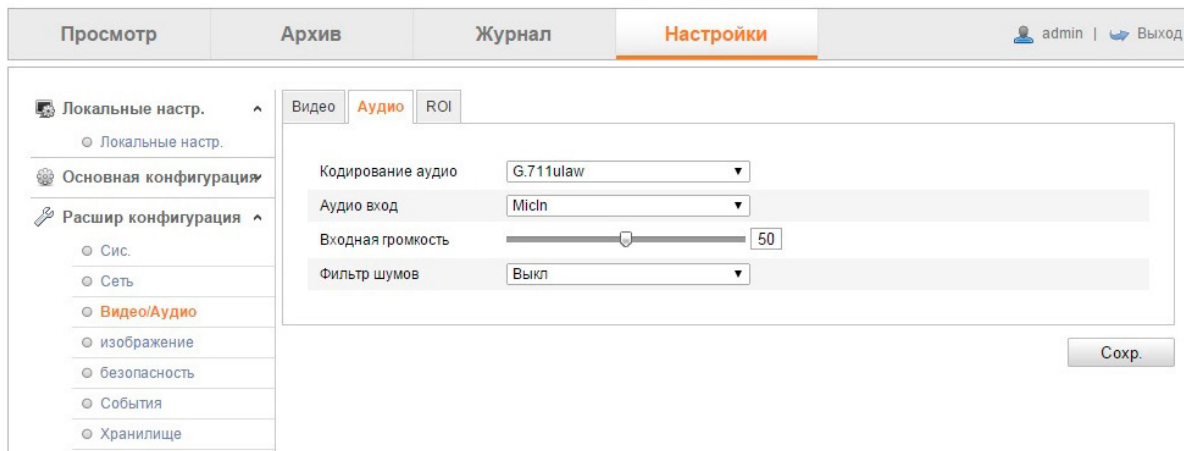 Просмотр Архив Журнал Настройки admin | Выход
Локальные настр.
Локальные настр.
Основная конфигурация
Расшир конфигурация
Сис.
Сеть
Видео/Аудио
изображение
безопасность
События
Хранилище
Видео Аудио ROI
Кодирование аудио G.711ulaw
Аудио вход MicIn
Входная громкость 50
Фильтр шумов Выкл
Сохр.